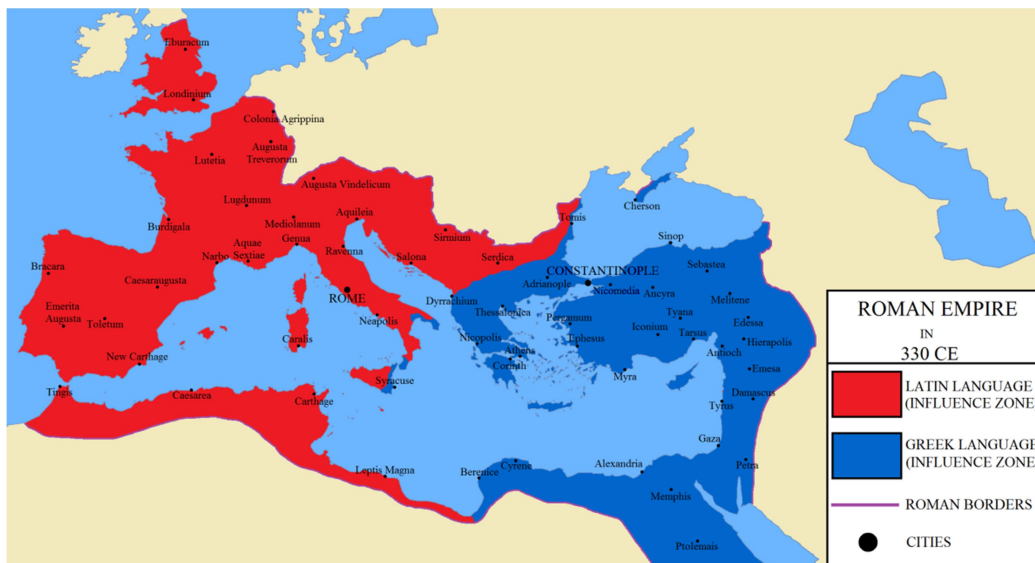 Eburacum
Londinium
Colonia Agrippina
Augusta
Treverorum
Lutetia
Augusta Vindelicum
Lugdunum
Mediolanum
Aquileia
Burdigala
Genua
Ravenna
Aquae
Sextiae
Narbo
Salona
Sirmium
Serdica
Tomis
Cherson
Sinop
Bracara
Caesaraugusta
Emerita
Augusta
Toletum
New Carthage
ROME
Neapolis
Caralis
Dyrrachium
CONSTANTINOPLE
Adrianople
Nicomedia
Ancyra
Sebastea
Melitene
Thessalonica
Pergamum
Tyana
Edessa
Iconium
Tarsus
Hierapolis
Nicopolis
Athens
Ephesus
Antioch
Corinth
Myra
Emesa
Syracuse
Tingis
Caesarea
Carthage
Damascus
Tyrus
Gaza
Leptis Magna
Berenice
Cyrene
Alexandria
Petra
Memphis
Ptolemais
ROMAN EMPIRE
IN
330 CE
LATIN LANGUAGE
(INFLUENCE ZONE)
GREEK LANGUAGE
(INFLUENCE ZONE)
ROMAN BORDERS
CITIES